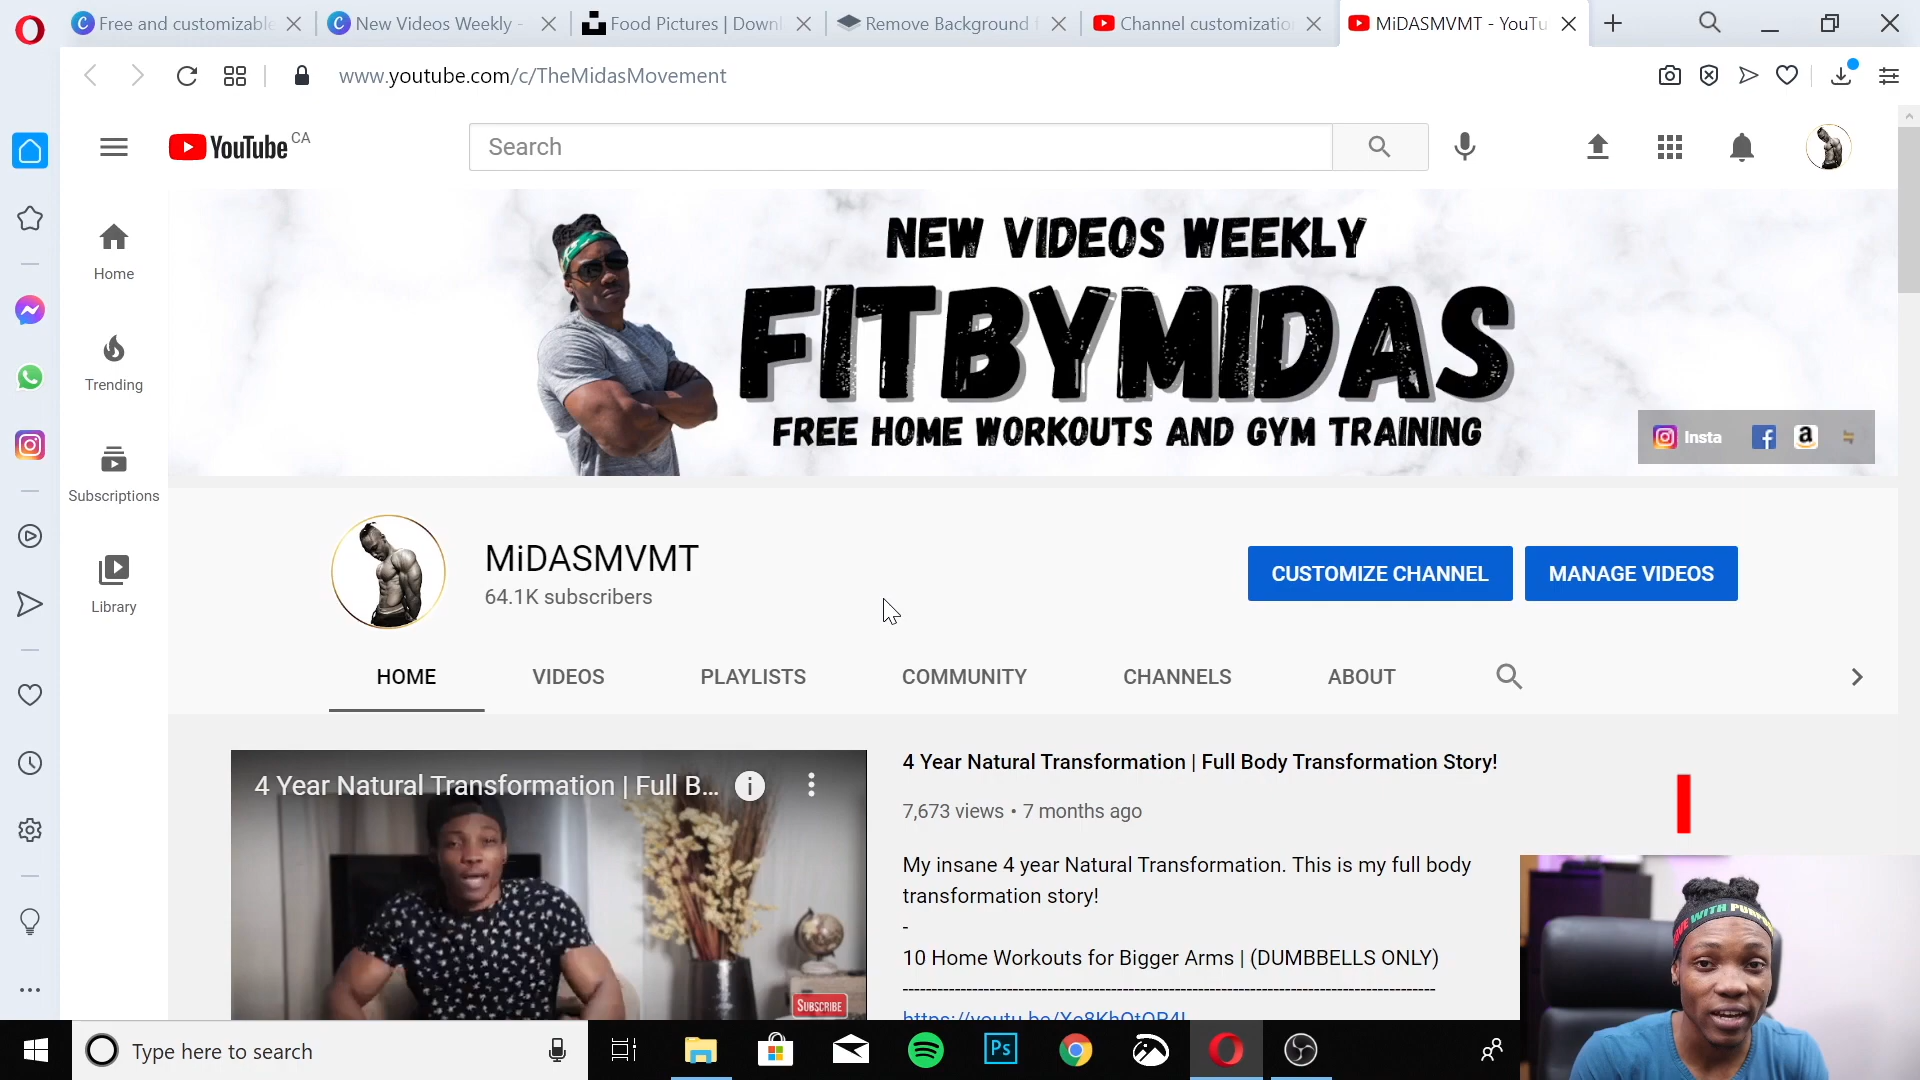 Free and customizable
New Videos Weekly -
Food Pictures | Downl
Remove Background f
Channel customizatio
MiDASMVMT - YouTu
www.youtube.com/c/TheMidasMovement
YouTube CA
Search
Home
Trending
Subscriptions
Library
NEW VIDEOS WEEKLY
FITBYMIDAS
FREE HOME WORKOUTS AND GYM TRAINING
Insta
MiDASMVMT
64.1K subscribers
CUSTOMIZE CHANNEL
MANAGE VIDEOS
HOME
VIDEOS
PLAYLISTS
COMMUNITY
CHANNELS
ABOUT
4 Year Natural Transformation | Full B...
SUBSCRIBE
4 Year Natural Transformation | Full Body Transformation Story!
7,673 views • 7 months ago
My insane 4 year Natural Transformation. This is my full body
transformation story!
-
10 Home Workouts for Bigger Arms | (DUMBBELLS ONLY)
WITH
Type here to search
Ps